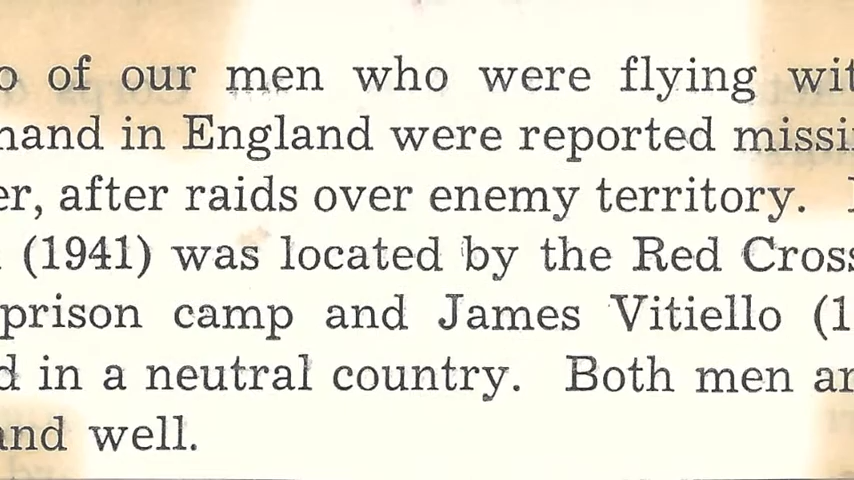 o of our men who were flying wit
hand in England were reported missi
er, after raids over enemy territory.
(1941) was located by the Red Cross
prison camp and James Vitiello (1
d in a neutral country. Both men ar
and well.